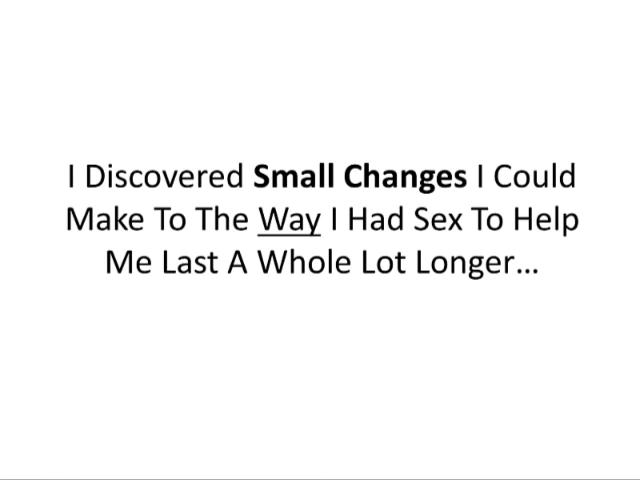 I Discovered Small Changes I Could
Make To The Way I Had Sex To Help
Me Last A Whole Lot Longer...